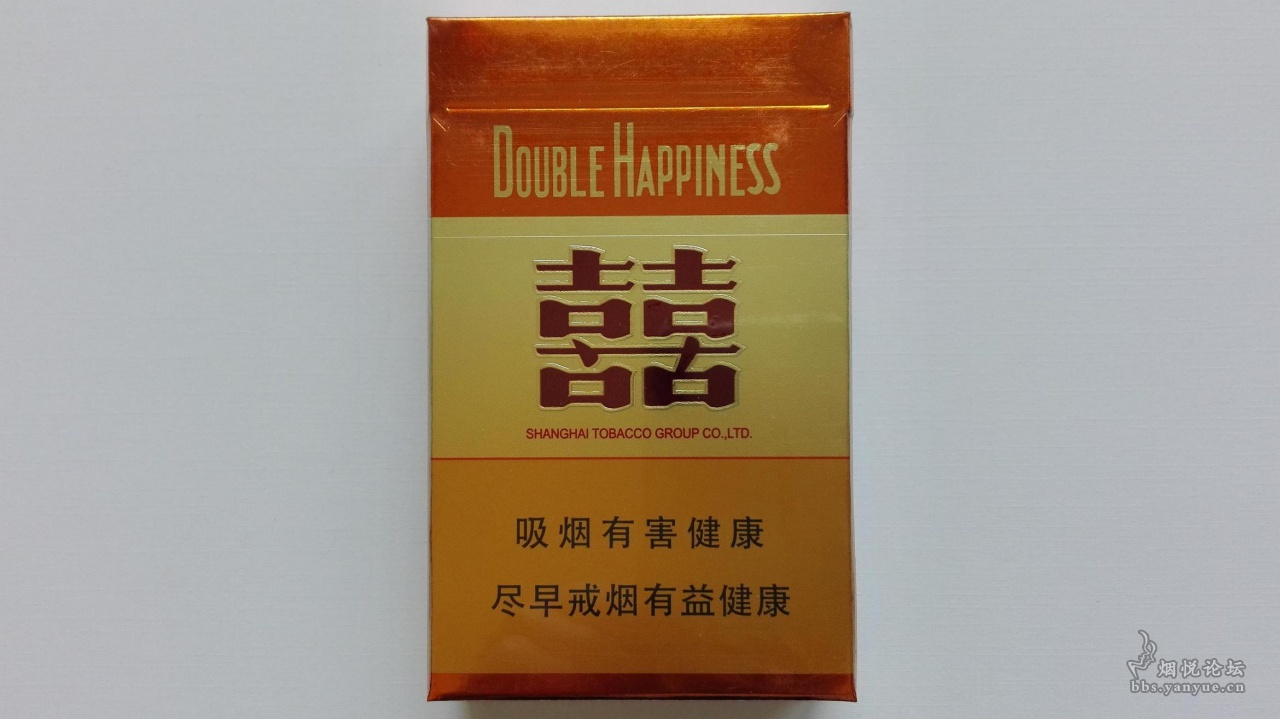 DOUBLE HAPPINESS
囍
SHANGHAI TOBACCO GROUP CO.,LTD.
吸烟有害健康
尽早戒烟有益健康
烟悦论坛
bbs.yanyue.cn